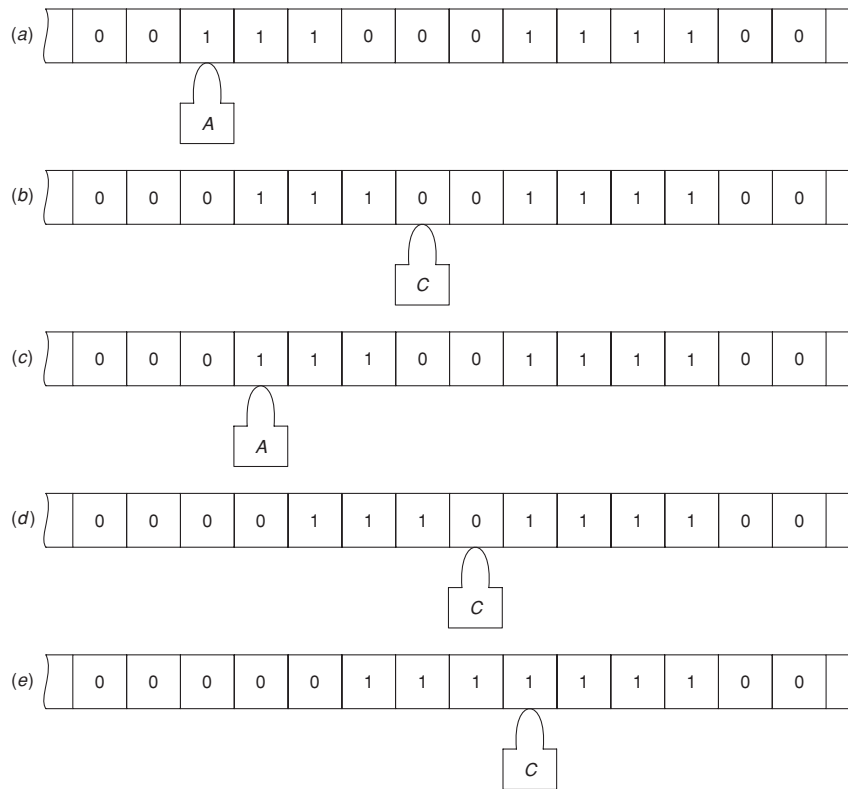 (a) 0 0 1 1 1 0 0 0 1 1 1 1 0 0
A
(b) 0 0 0 1 1 1 0 0 1 1 1 1 0 0
C
(c) 0 0 0 1 1 1 0 0 1 1 1 1 0 0
A
(d) 0 0 0 0 1 1 1 0 1 1 1 1 0 0
C
(e) 0 0 0 0 0 1 1 1 1 1 1 1 0 0
C